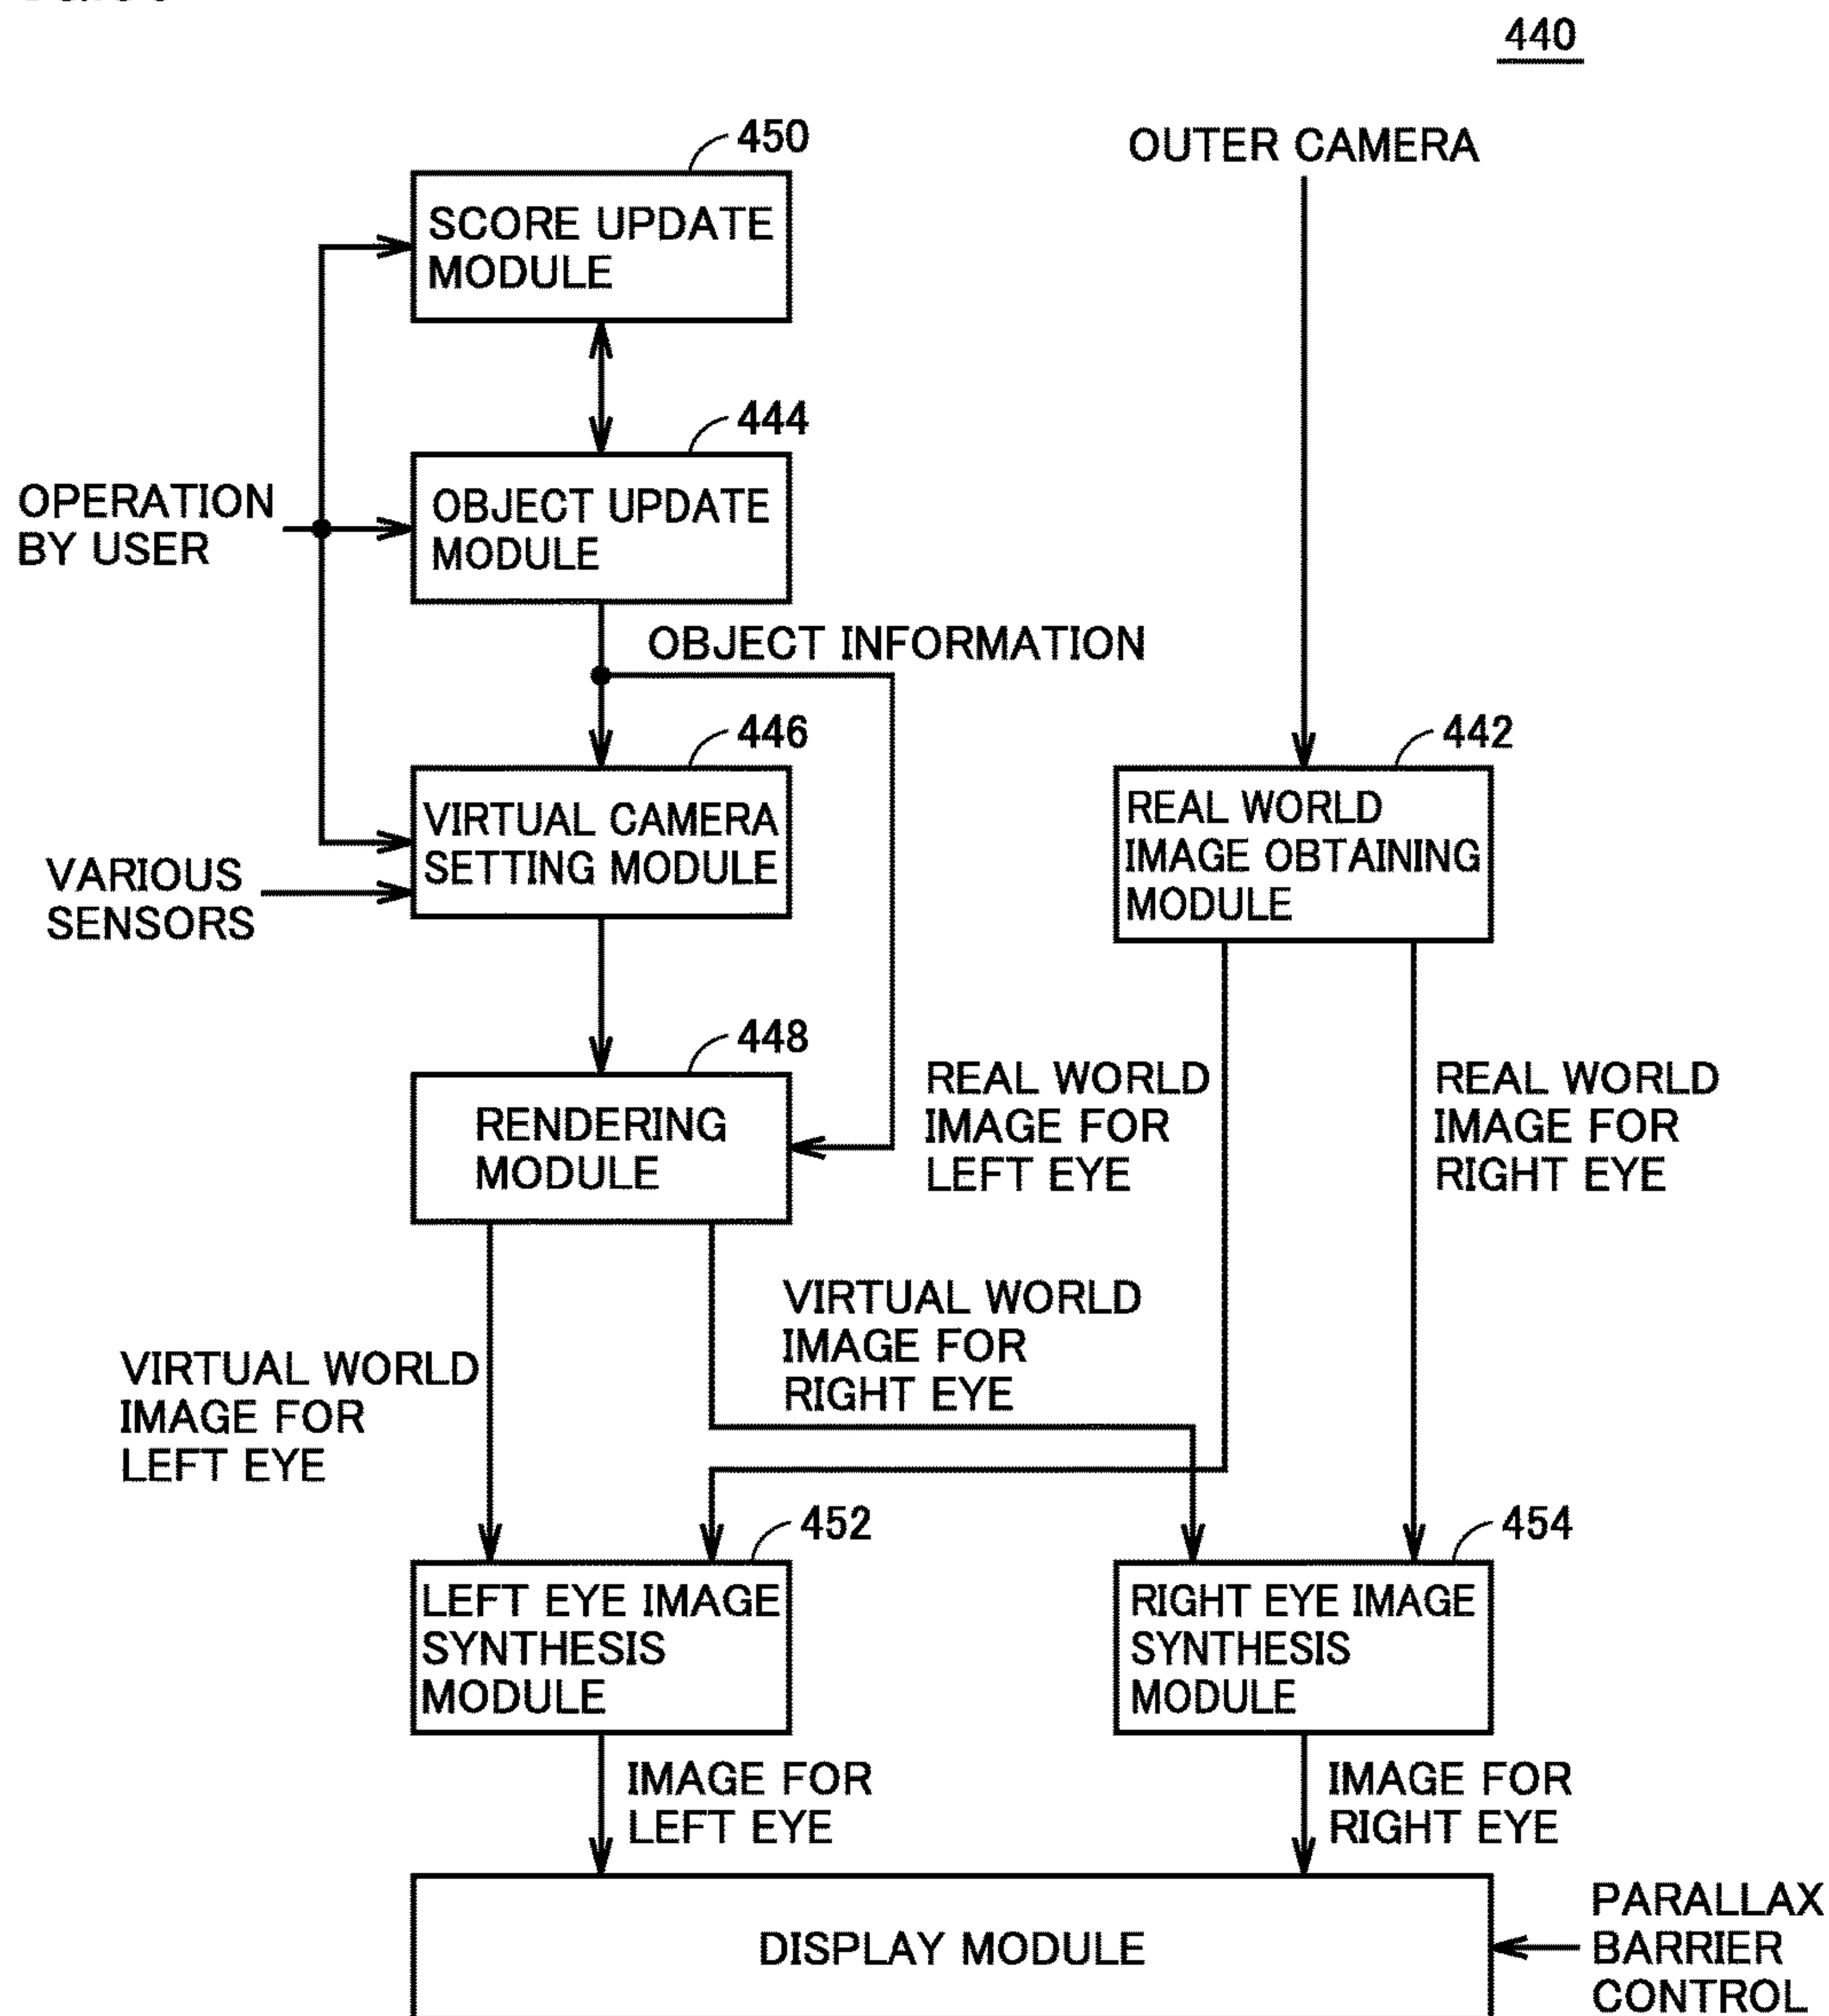 440
450
OUTER CAMERA
SCORE UPDATE
MODULE
444
OPERATION
BY USER
OBJECT UPDATE
MODULE
OBJECT INFORMATION
446
442
VIRTUAL CAMERA
SETTING MODULE
REAL WORLD
IMAGE OBTAINING
MODULE
VARIOUS
SENSORS
448
RENDERING
MODULE
REAL WORLD
IMAGE FOR
LEFT EYE
REAL WORLD
IMAGE FOR
RIGHT EYE
VIRTUAL WORLD
IMAGE FOR
RIGHT EYE
VIRTUAL WORLD
IMAGE FOR
LEFT EYE
452
454
LEFT EYE IMAGE
SYNTHESIS
MODULE
RIGHT EYE IMAGE
SYNTHESIS
MODULE
IMAGE FOR
LEFT EYE
IMAGE FOR
RIGHT EYE
DISPLAY MODULE
PARALLAX
BARRIER
CONTROL